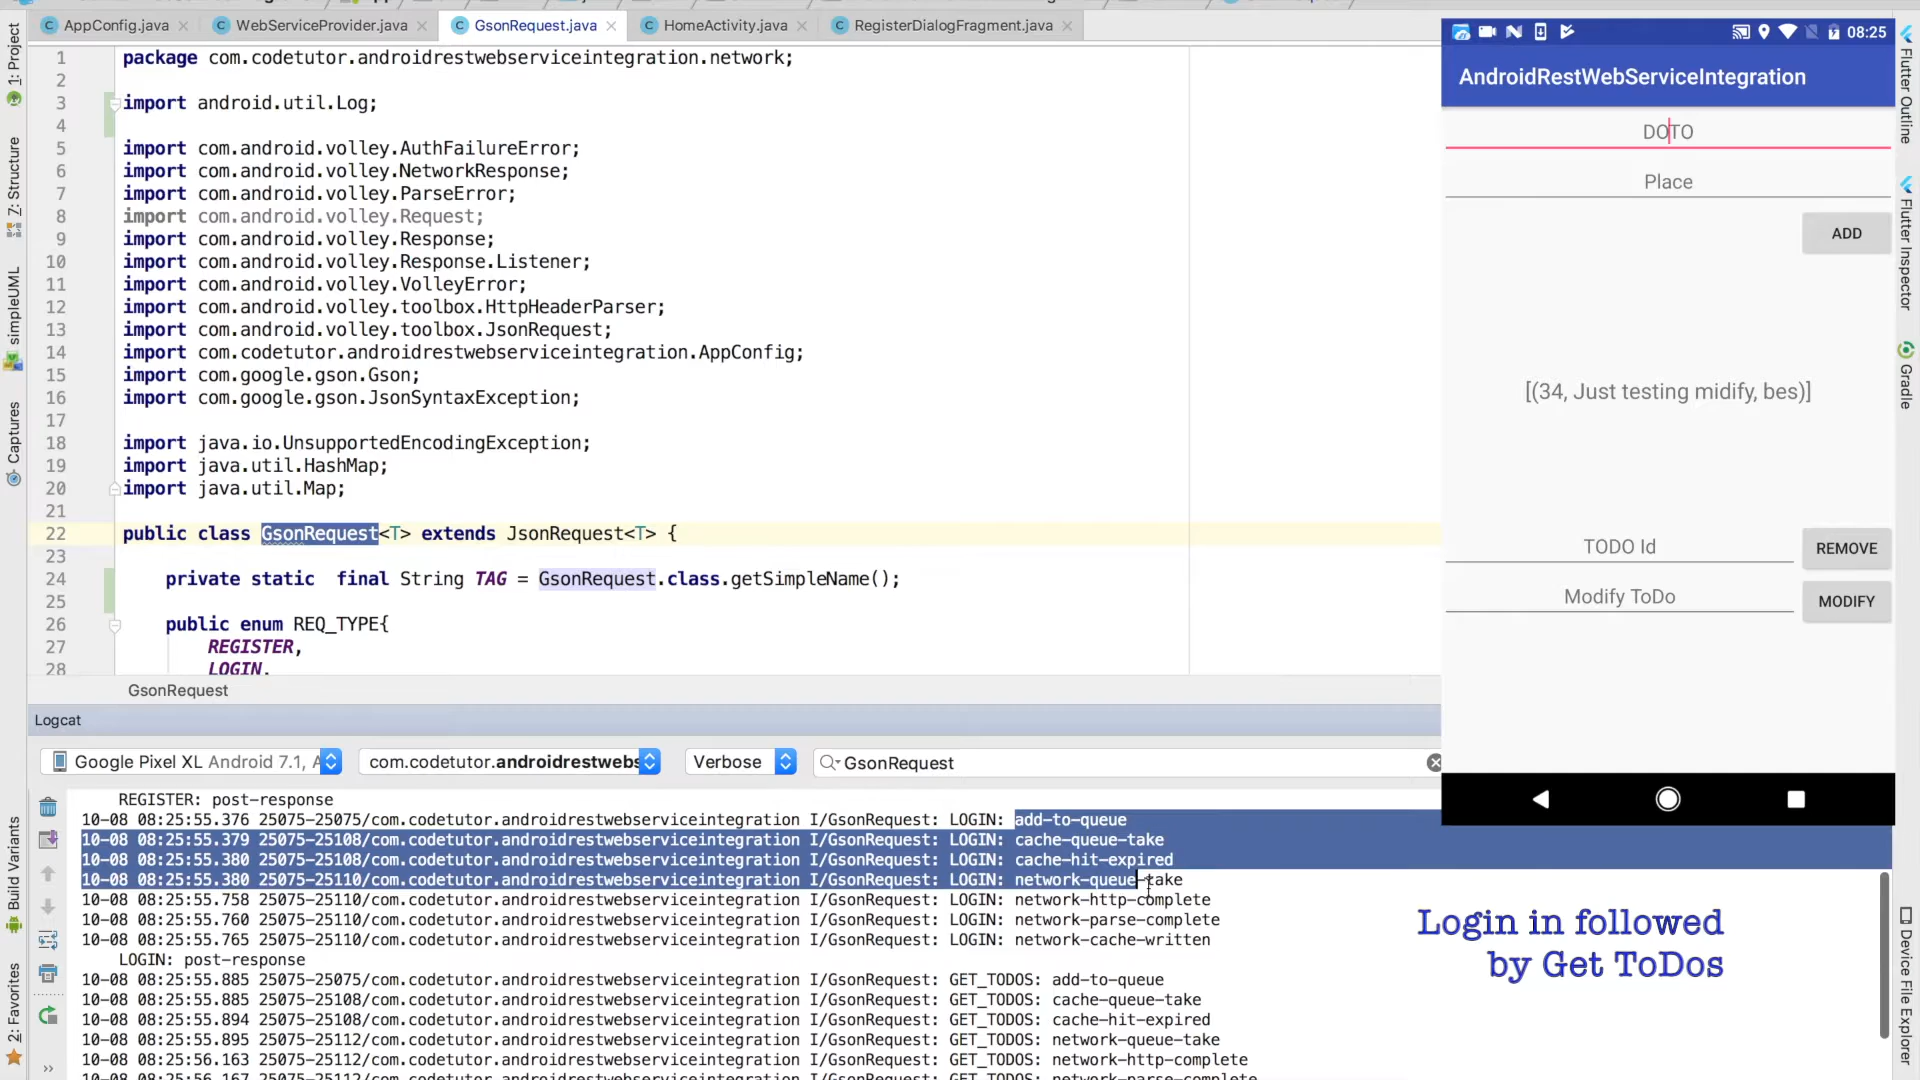 AppConfig.java
WebServiceProvider.java
GsonRequest.java
HomeActivity.java
RegisterDialogFragment.java
1 package com.codetutor.androidrestwebserviceintegration.network;
2
3 import android.util.Log;
4
5 import com.android.volley.AuthFailureError;
6 import com.android.volley.NetworkResponse;
7 import com.android.volley.ParseError;
8 import com.android.volley.Request;
9 import com.android.volley.Response;
10 import com.android.volley.Response.Listener;
11 import com.android.volley.VolleyError;
12 import com.android.volley.toolbox.HttpHeaderParser;
13 import com.android.volley.toolbox.JsonRequest;
14 import com.codetutor.androidrestwebserviceintegration.AppConfig;
15 import com.google.gson.Gson;
16 import com.google.gson.JsonSyntaxException;
17
18 import java.io.UnsupportedEncodingException;
19 import java.util.HashMap;
20 import java.util.Map;
21
22 public class GsonRequest<T> extends JsonRequest<T> {
23
24 private static final String TAG = GsonRequest.class.getSimpleName();
25
26 public enum REQ_TYPE{
27 REGISTER,
28 LOGIN,
GsonRequest
1: Project
7: Structure
simpleUML
Captures
Build Variants
2: Favorites
08:25
AndroidRestWebServiceIntegration
DOTO
Place
ADD
[(34, Just testing midify, bes)]
TODO Id
REMOVE
Modify ToDo
MODIFY
Flutter Outline
Flutter Inspector
Gradle
Device File Explorer
Logcat
Google Pixel XL Android 7.1, A
com.codetutor.androidrestwebs
Verbose
GsonRequest
REGISTER: post-response
10-08 08:25:55.376 25075-25075/com.codetutor.androidrestwebserviceintegration I/GsonRequest: LOGIN: add-to-queue
10-08 08:25:55.379 25075-25108/com.codetutor.androidrestwebserviceintegration I/GsonRequest: LOGIN: cache-queue-take
10-08 08:25:55.380 25075-25108/com.codetutor.androidrestwebserviceintegration I/GsonRequest: LOGIN: cache-hit-expired
10-08 08:25:55.380 25075-25110/com.codetutor.androidrestwebserviceintegration I/GsonRequest: LOGIN: network-queue-take
10-08 08:25:55.758 25075-25110/com.codetutor.androidrestwebserviceintegration I/GsonRequest: LOGIN: network-http-complete
10-08 08:25:55.760 25075-25110/com.codetutor.androidrestwebserviceintegration I/GsonRequest: LOGIN: network-parse-complete
10-08 08:25:55.765 25075-25110/com.codetutor.androidrestwebserviceintegration I/GsonRequest: LOGIN: network-cache-written
LOGIN: post-response
10-08 08:25:55.885 25075-25075/com.codetutor.androidrestwebserviceintegration I/GsonRequest: GET_TODOS: add-to-queue
10-08 08:25:55.885 25075-25108/com.codetutor.androidrestwebserviceintegration I/GsonRequest: GET_TODOS: cache-queue-take
10-08 08:25:55.894 25075-25108/com.codetutor.androidrestwebserviceintegration I/GsonRequest: GET_TODOS: cache-hit-expired
10-08 08:25:55.895 25075-25112/com.codetutor.androidrestwebserviceintegration I/GsonRequest: GET_TODOS: network-queue-take
10-08 08:25:56.163 25075-25112/com.codetutor.androidrestwebserviceintegration I/GsonRequest: GET_TODOS: network-http-complete
10-08 08:25:56.167 25075-25112/com.codetutor.androidrestwebserviceintegration I/GsonRequest: GET_TODOS: network-parse-complete
Login in followed
by Get ToDos